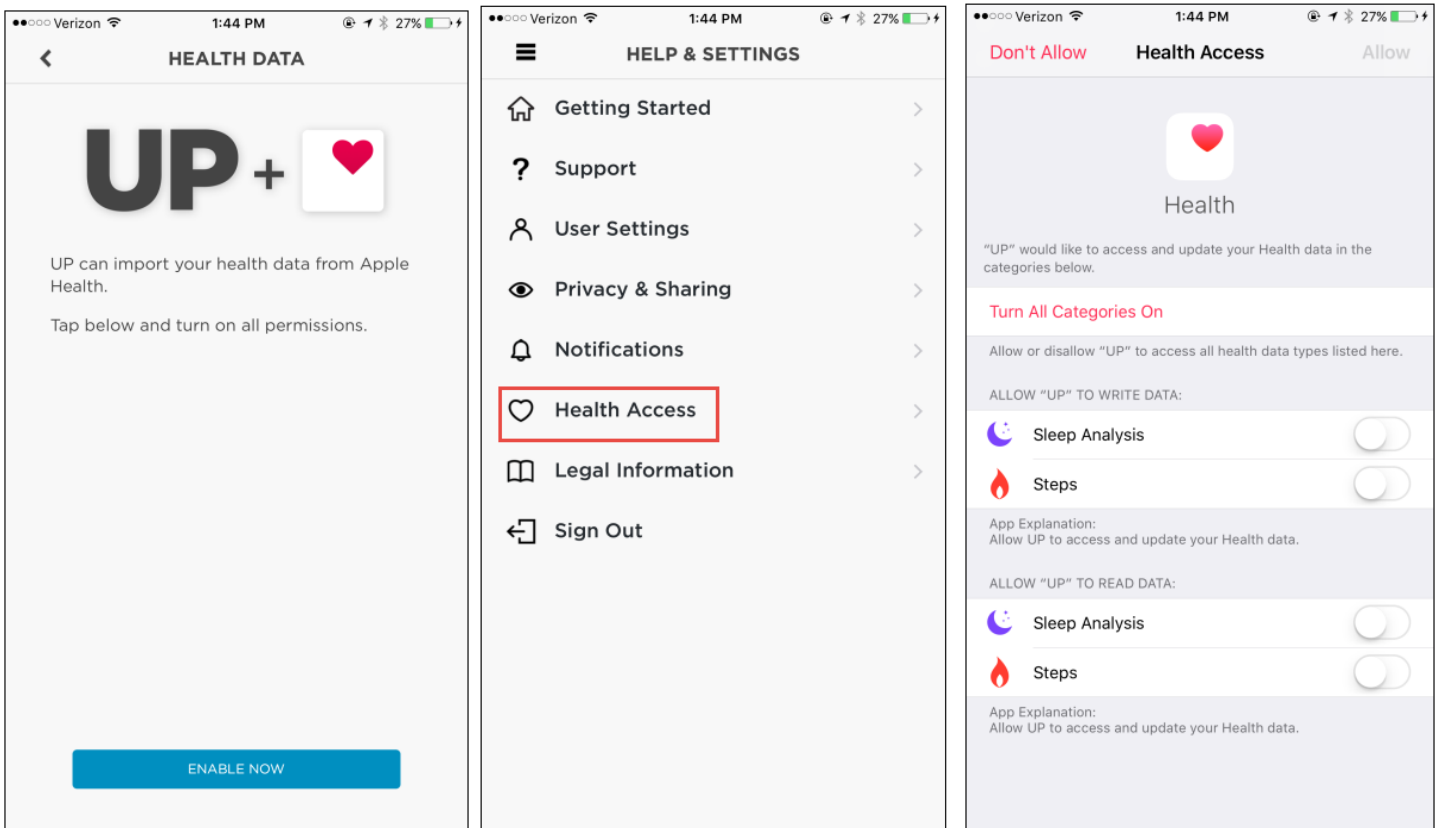 Verizon 1:44 PM 27%
HEALTH DATA
UP +
UP can import your health data from Apple
Health.
Tap below and turn on all permissions.
ENABLE NOW
Verizon 1:44 PM 27%
HELP & SETTINGS
Getting Started
? Support
User Settings
Privacy & Sharing
Notifications
Health Access
Legal Information
Sign Out
Verizon 1:44 PM 27%
Don't Allow Health Access Allow
Health
“UP” would like to access and update your Health data in the
categories below.
Turn All Categories On
Allow or disallow “UP” to access all health data types listed here.
ALLOW “UP” TO WRITE DATA:
Sleep Analysis
Steps
App Explanation:
Allow UP to access and update your Health data.
ALLOW “UP” TO READ DATA:
Sleep Analysis
Steps
App Explanation:
Allow UP to access and update your Health data.